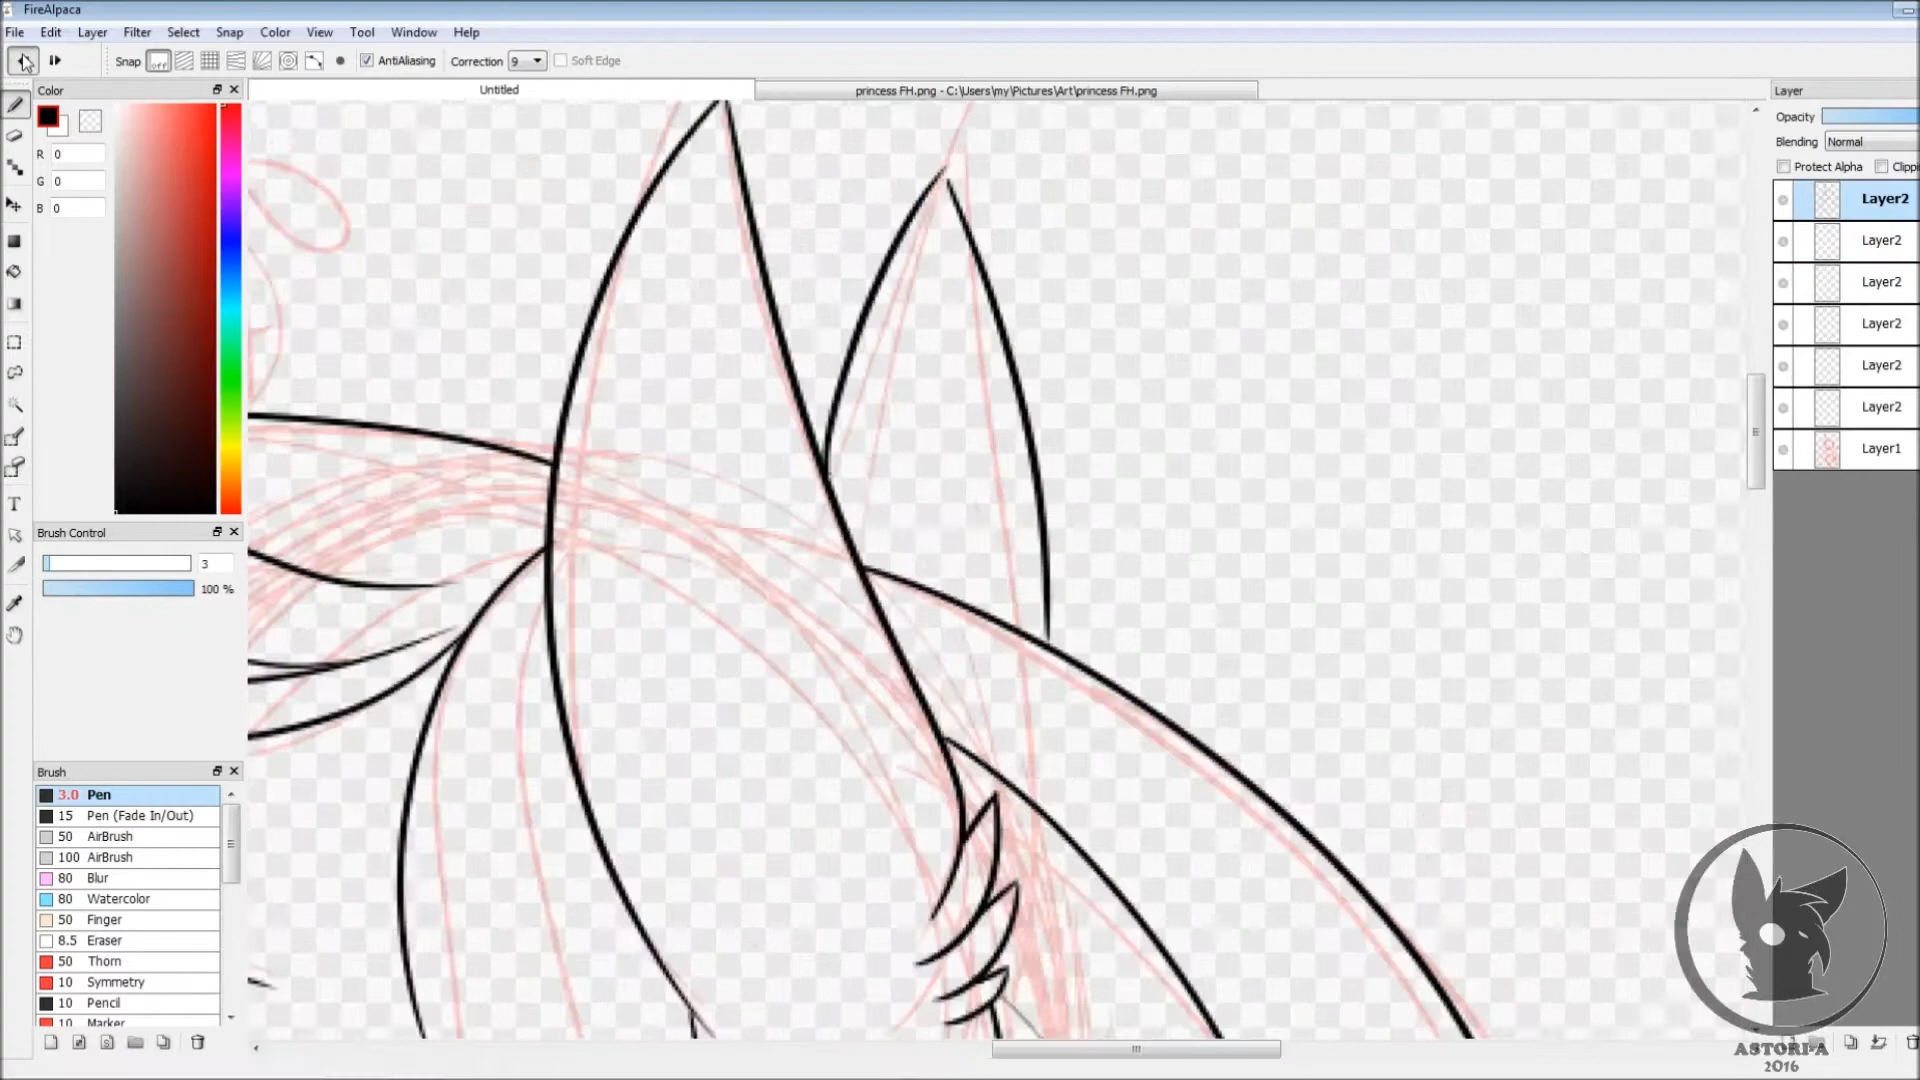 FireAlpaca
File Edit Layer Filter Select Snap Color View Tool Window Help
Snap off AntiAliasing Correction 9 Soft Edge
Color
Untitled
princess FH.png - C:\Users\my\Pictures\Art\princess FH.png
Layer
Opacity
Blending Normal
Protect Alpha Clippi
R 0
G 0
B 0
Layer2
Layer2
Layer2
Layer2
Layer2
Layer2
Layer1
Brush Control
3
100 %
Brush
3.0 Pen
15 Pen (Fade In/Out)
50 AirBrush
100 AirBrush
80 Blur
80 Watercolor
50 Finger
8.5 Eraser
50 Thorn
10 Symmetry
10 Pencil
10 Marker
2016